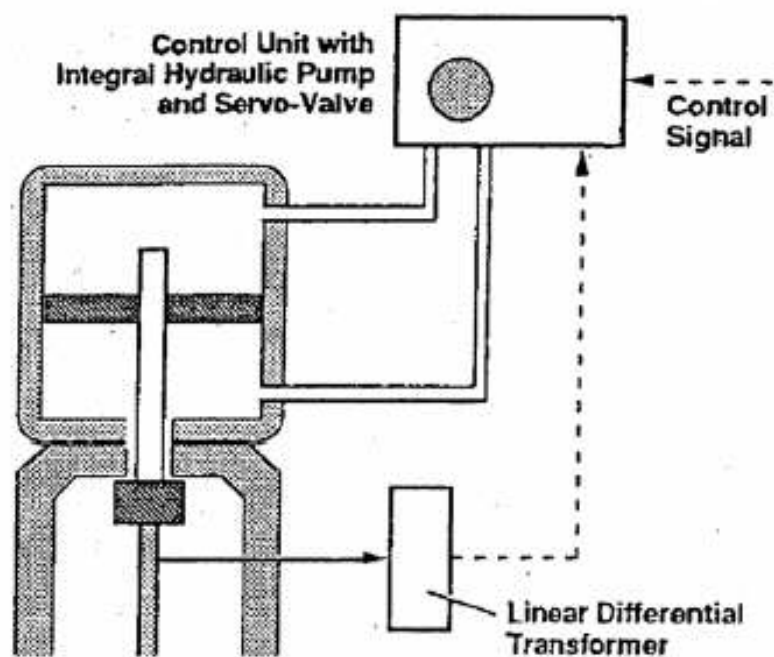 Control Unit with
Integral Hydraulic Pump
and Servo-Valve
Control
Signal
Linear Differential
Transformer